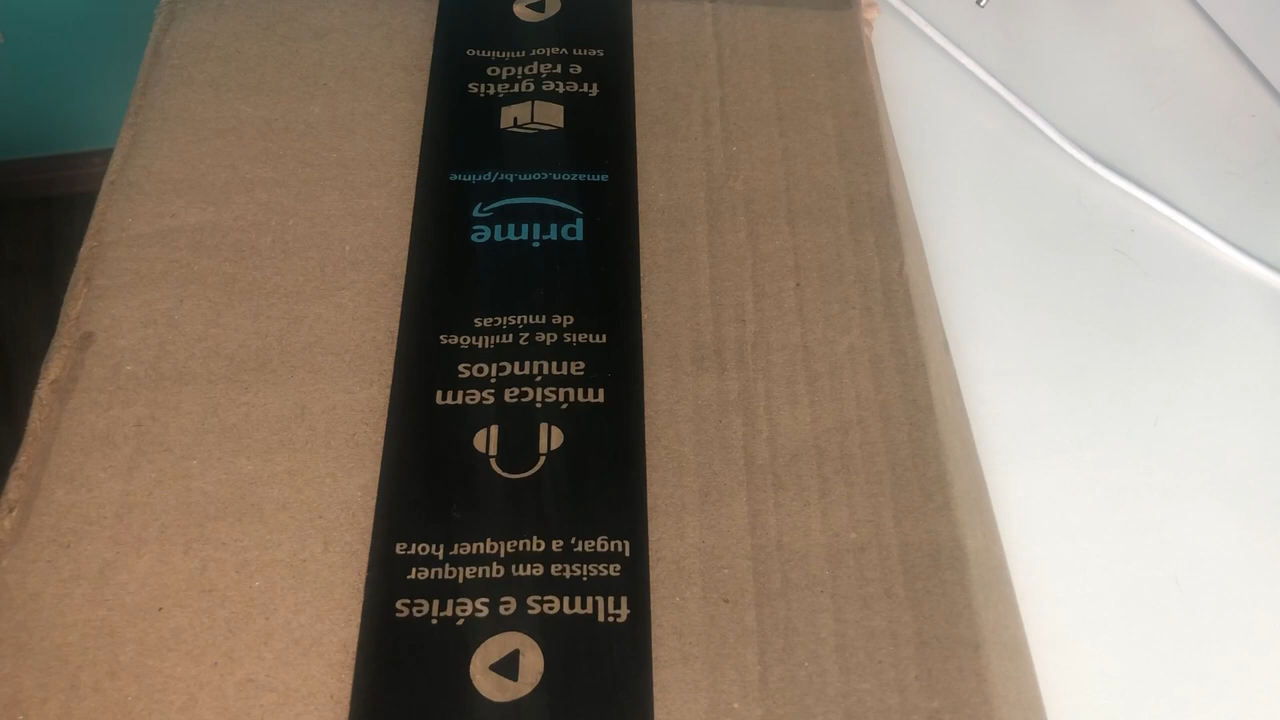 filmes e séries
assista em qualquer
lugar, a qualquer hora
música sem
anúncios
mais de 2 milhões
de músicas
prime
amazon.com.br/prime
frete grátis
e rápido
sem valor mínimo